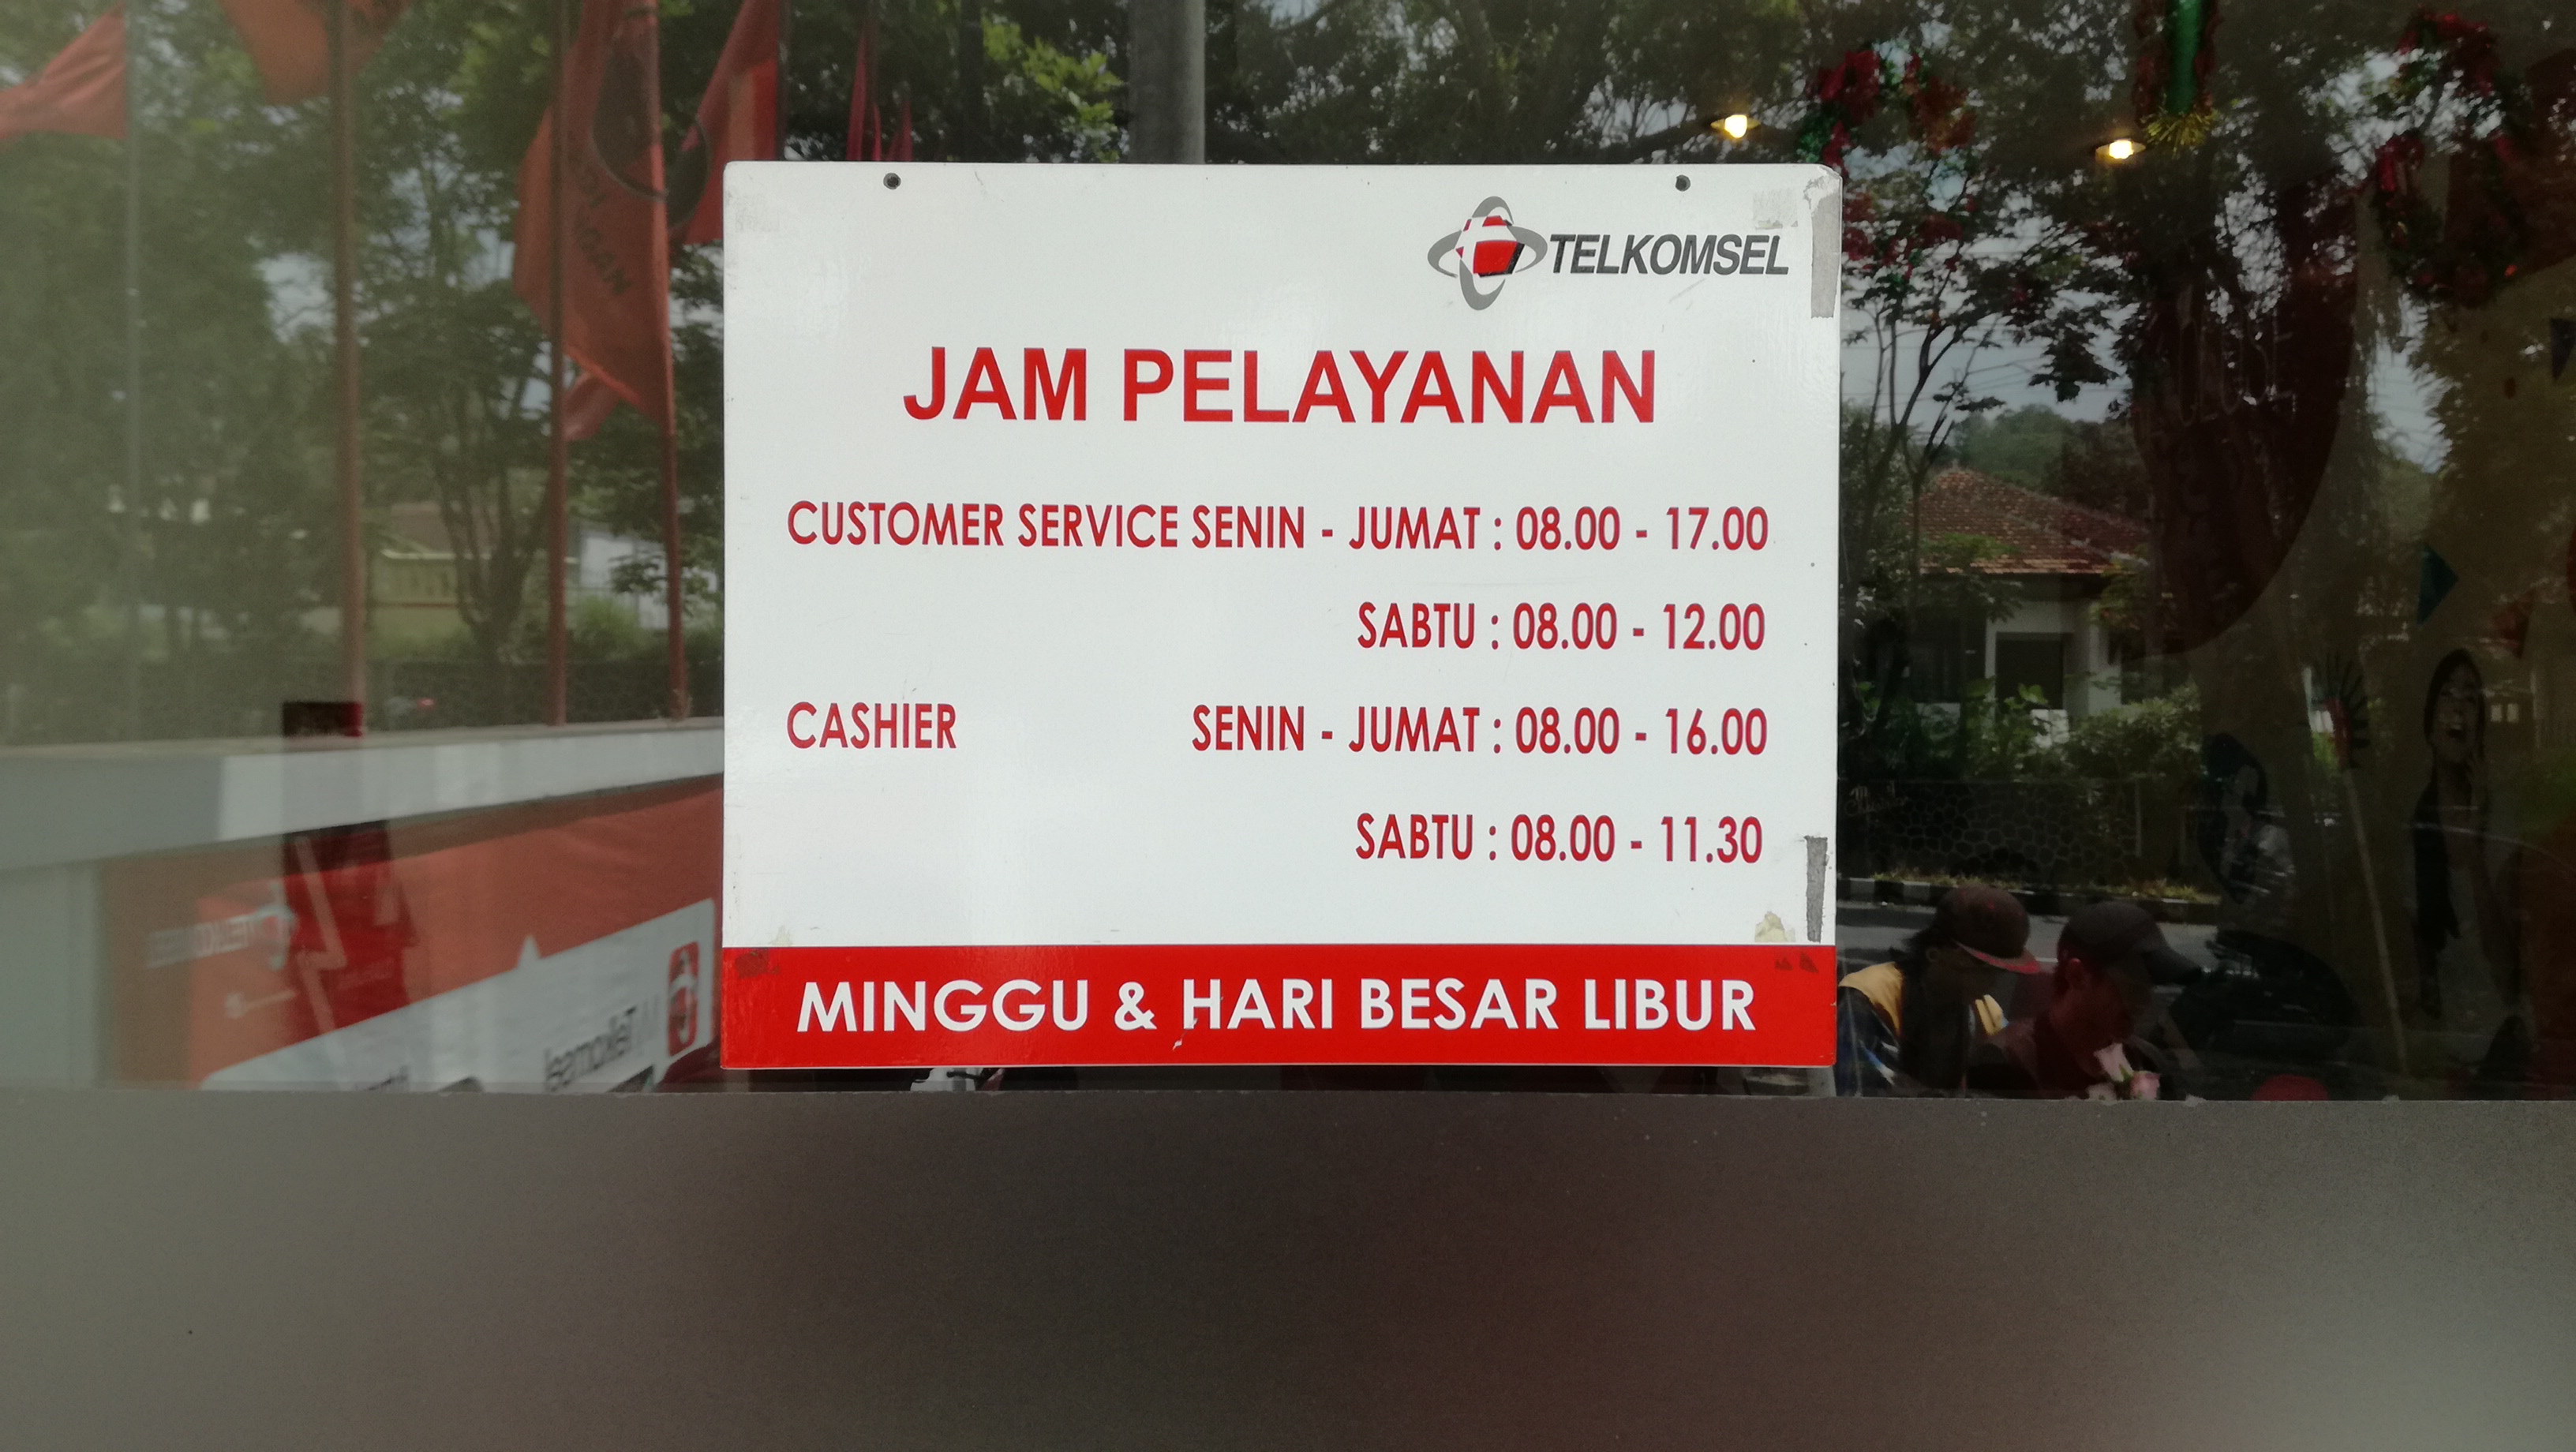 TELKOMSEL
JAM PELAYANAN
CUSTOMER SERVICE SENIN - JUMAT : 08.00 - 17.00
SABTU : 08.00 - 12.00
CASHIER SENIN - JUMAT : 08.00 - 16.00
SABTU : 08.00 - 11.30
MINGGU & HARI BESAR LIBUR
Telkomsel